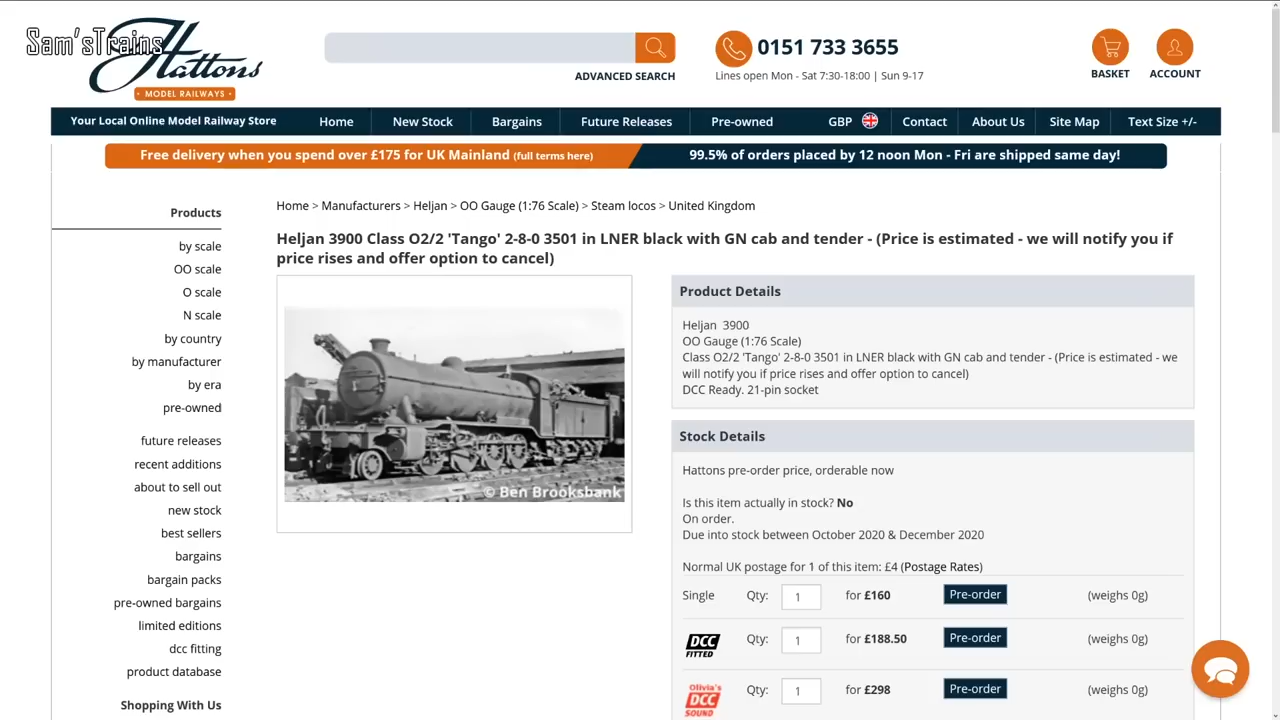 Sam'sTrains
Hattons
MODEL RAILWAYS
ADVANCED SEARCH
0151 733 3655
Lines open Mon - Sat 7:30-18:00 | Sun 9-17
BASKET
ACCOUNT
Your Local Online Model Railway Store
Home
New Stock
Bargains
Future Releases
Pre-owned
GBP
Contact
About Us
Site Map
Text Size +/-
Free delivery when you spend over £175 for UK Mainland (full terms here)
99.5% of orders placed by 12 noon Mon - Fri are shipped same day!
Products
by scale
OO scale
O scale
N scale
by country
by manufacturer
by era
pre-owned
future releases
recent additions
about to sell out
new stock
best sellers
bargains
bargain packs
pre-owned bargains
limited editions
dcc fitting
product database
Shopping With Us
Home > Manufacturers > Heljan > OO Gauge (1:76 Scale) > Steam locos > United Kingdom
Heljan 3900 Class O2/2 'Tango' 2-8-0 3501 in LNER black with GN cab and tender - (Price is estimated - we will notify you if
price rises and offer option to cancel)
© Ben Brooksbank
Product Details
Heljan 3900
OO Gauge (1:76 Scale)
Class O2/2 'Tango' 2-8-0 3501 in LNER black with GN cab and tender - (Price is estimated - we
will notify you if price rises and offer option to cancel)
DCC Ready. 21-pin socket
Stock Details
Hattons pre-order price, orderable now
Is this item actually in stock? No
On order.
Due into stock between October 2020 & December 2020
Normal UK postage for 1 of this item: £4 (Postage Rates)
Single Qty: 1 for £160 Pre-order (weighs 0g)
DCC FITTED Qty: 1 for £188.50 Pre-order (weighs 0g)
Olivia's DCC SOUND Qty: 1 for £298 Pre-order (weighs 0g)